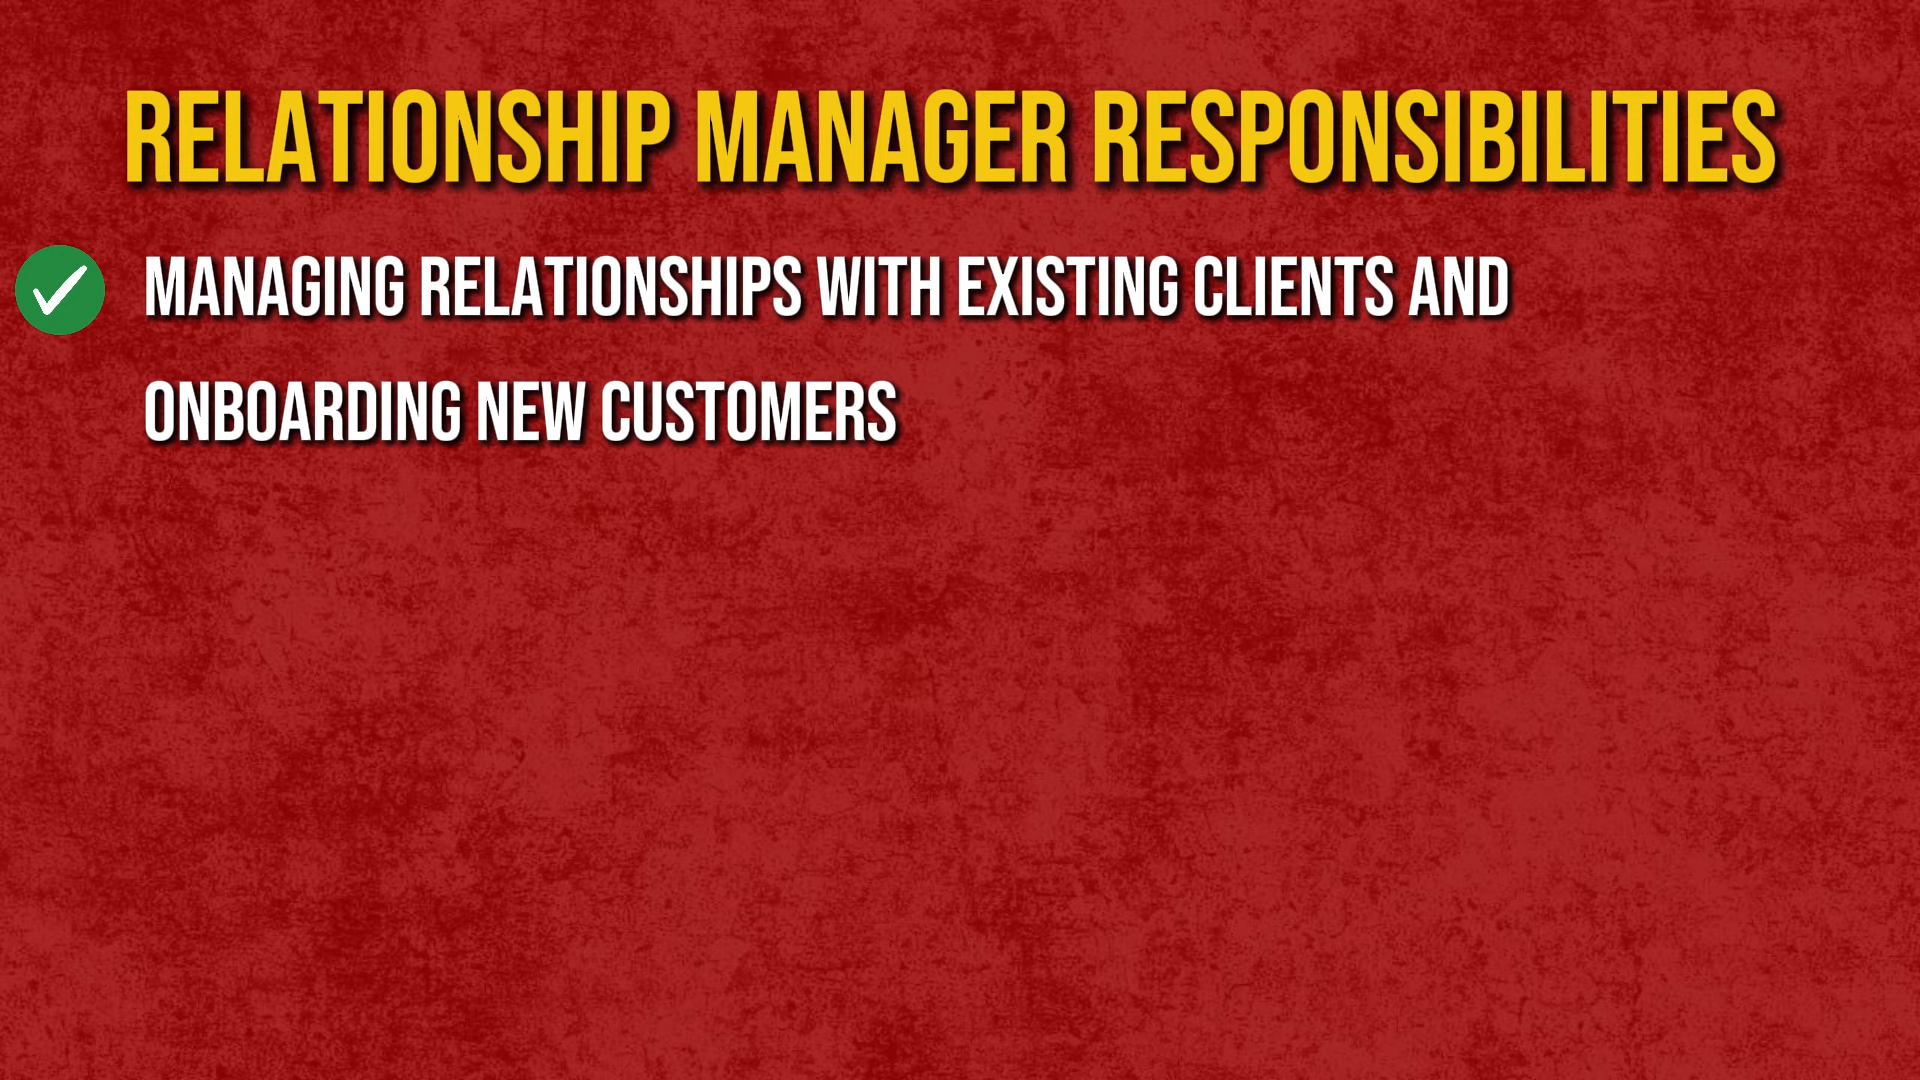 RELATIONSHIP MANAGER RESPONSIBILITIES
MANAGING RELATIONSHIPS WITH EXISTING CLIENTS AND
ONBOARDING NEW CUSTOMERS